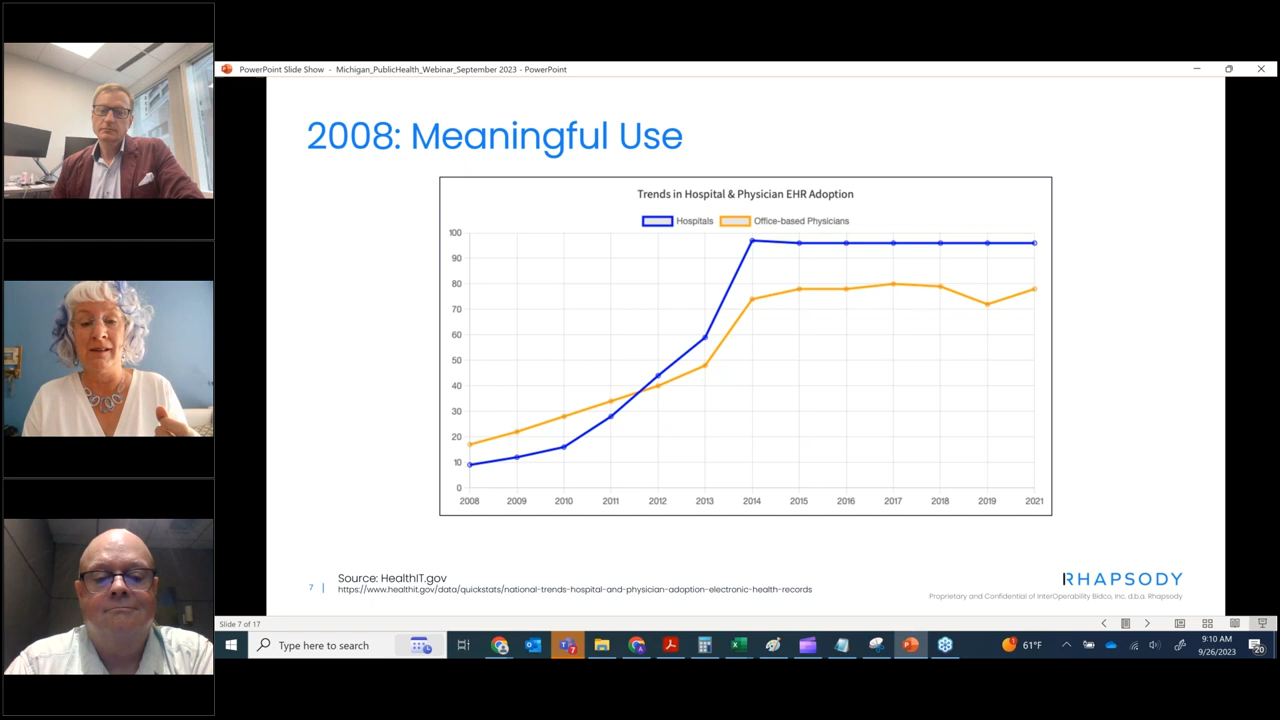 PowerPoint Slide Show - Michigan_PublicHealth_Webinar_September 2023 - PowerPoint
2008: Meaningful Use
Trends in Hospital & Physician EHR Adoption
Hospitals Office-based Physicians
100
90
80
70
60
50
40
30
20
10
0
2008 2009 2010 2011 2012 2013 2014 2015 2016 2017 2018 2019 2021
Source: HealthIT.gov
7 | https://www.healthit.gov/data/quickstats/national-trends-hospital-and-physician-adoption-electronic-health-records
RHAPSODY
Proprietary and Confidential of InterOperability Bidco, Inc. d.b.a. Rhapsody
Slide 7 of 17
Type here to search
61°F
9:10 AM
9/26/2023
20